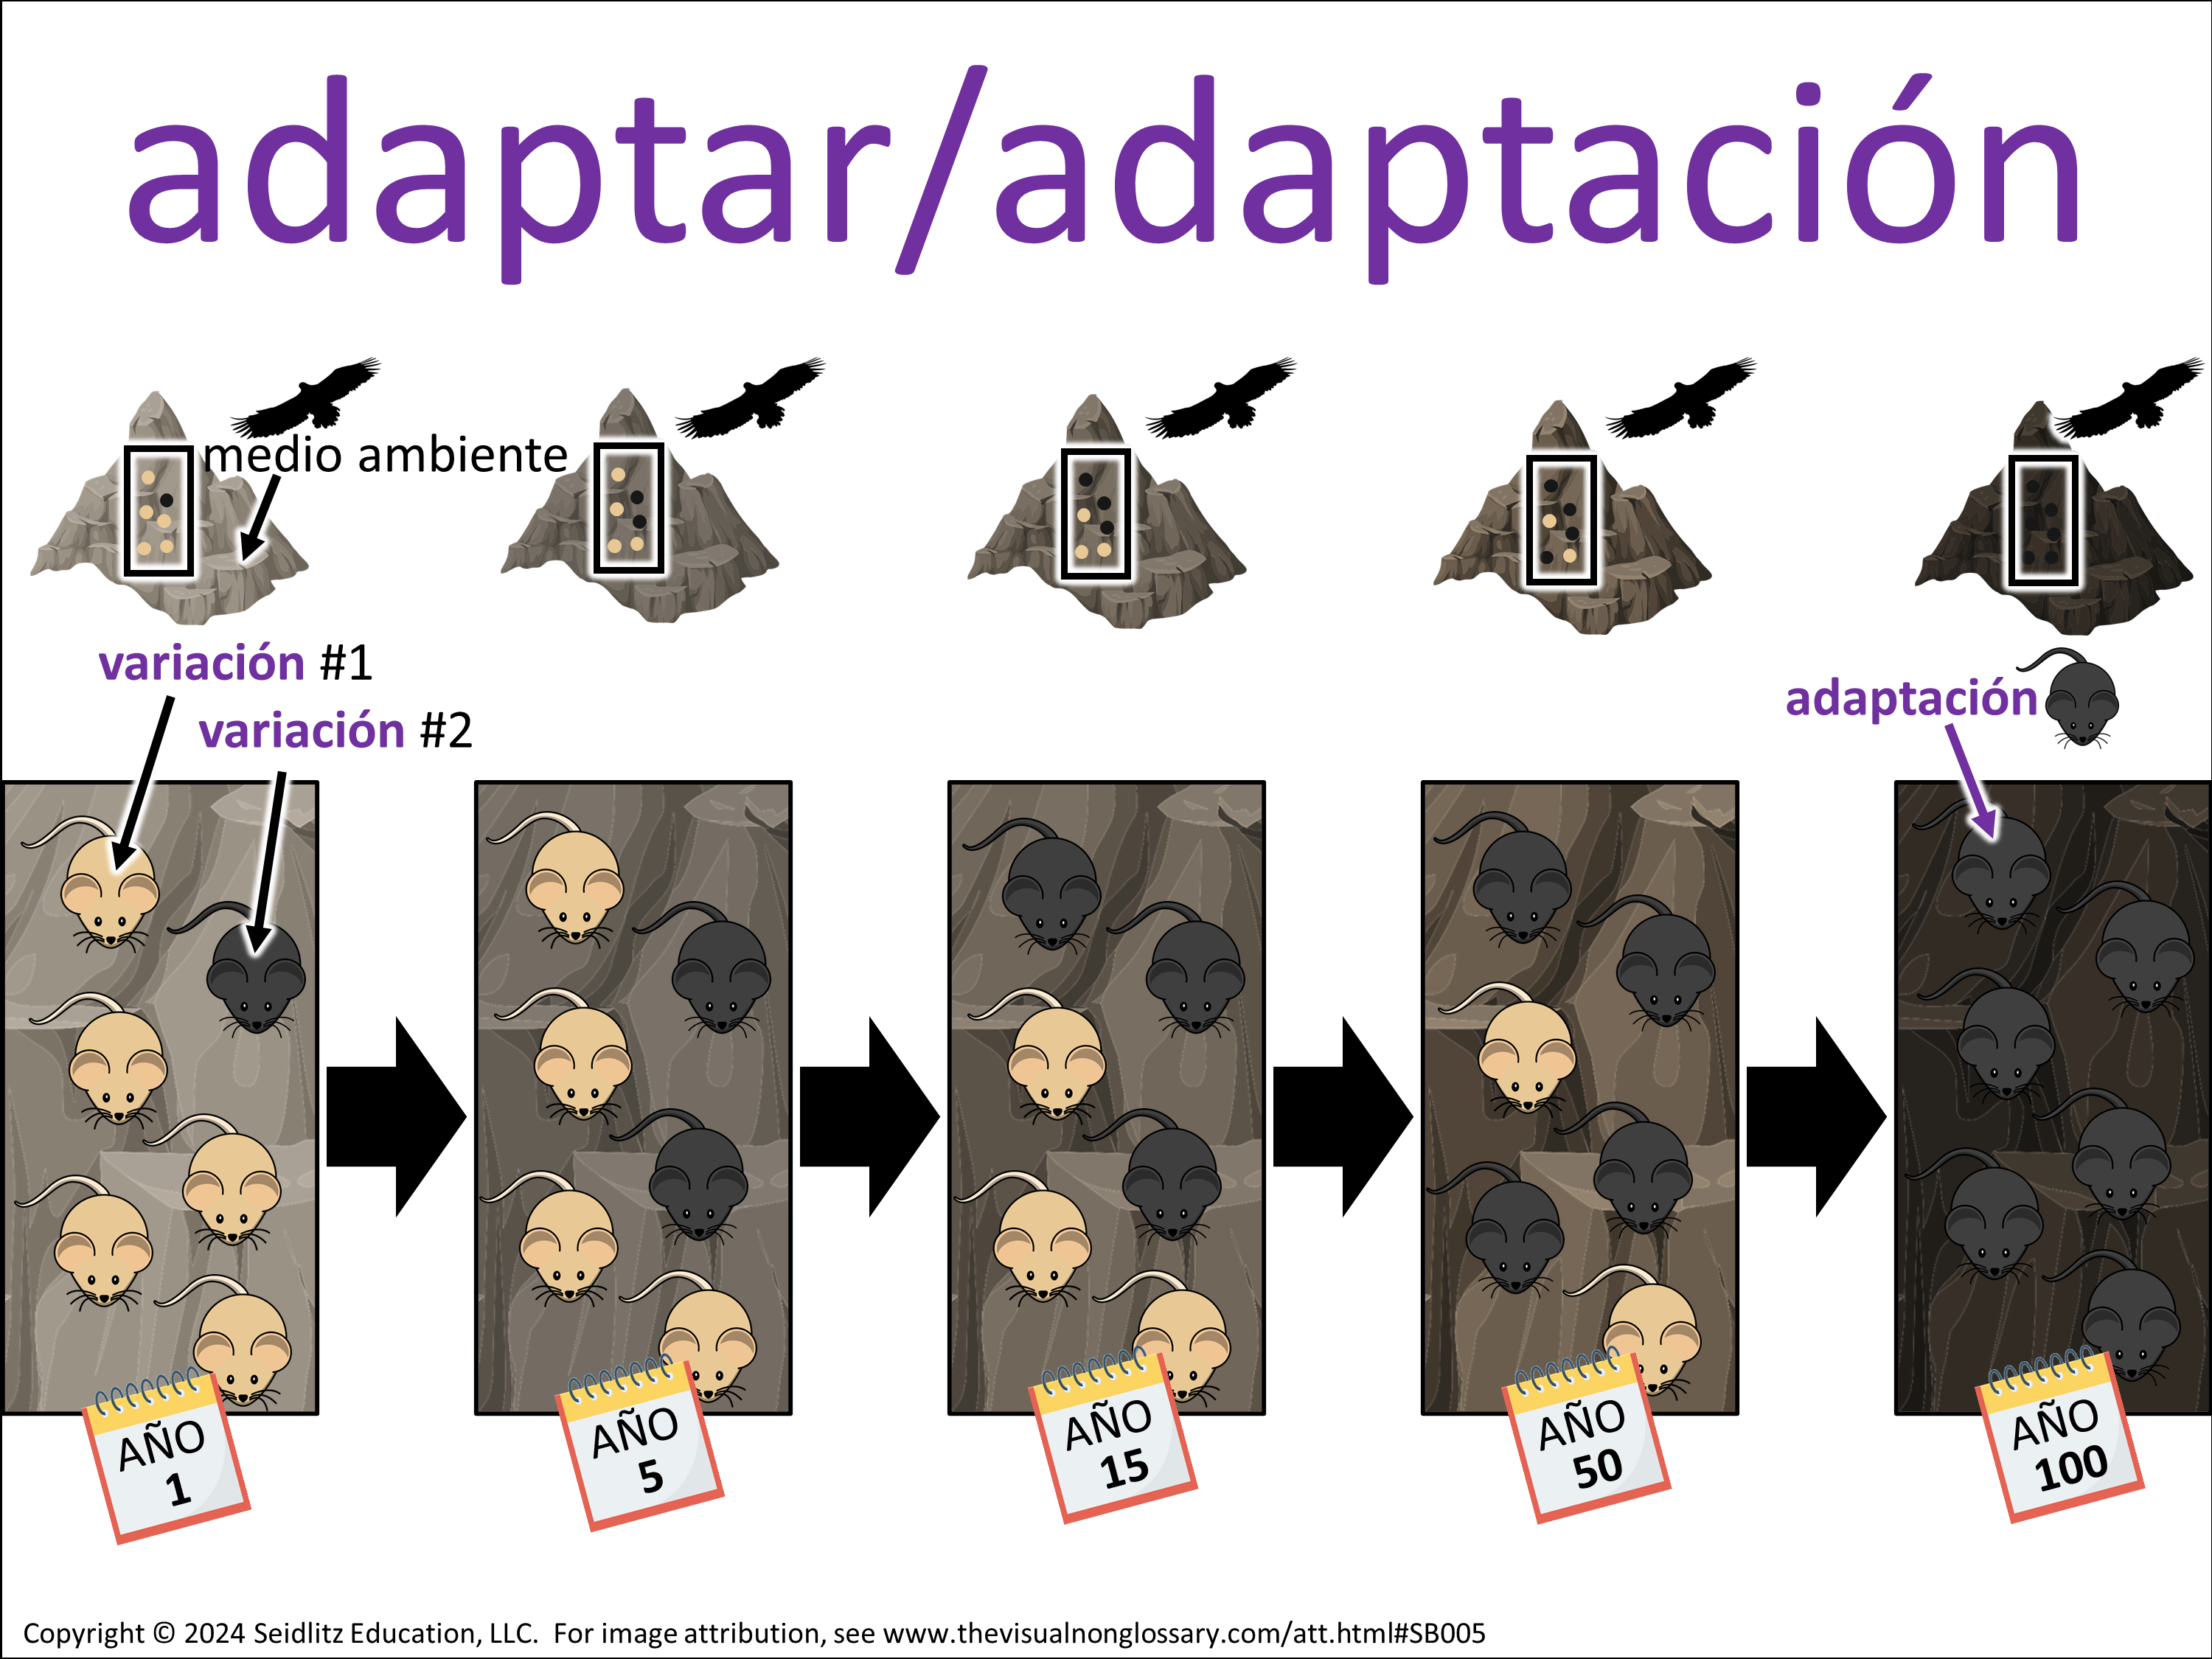 adaptar/adaptación
medio ambiente
variación #1
variación #2
adaptación
AÑO
1
AÑO
5
AÑO
15
AÑO
50
AÑO
100
Copyright © 2024 Seidlitz Education, LLC.  For image attribution, see www.thevisualnonglossary.com/att.html#SB005